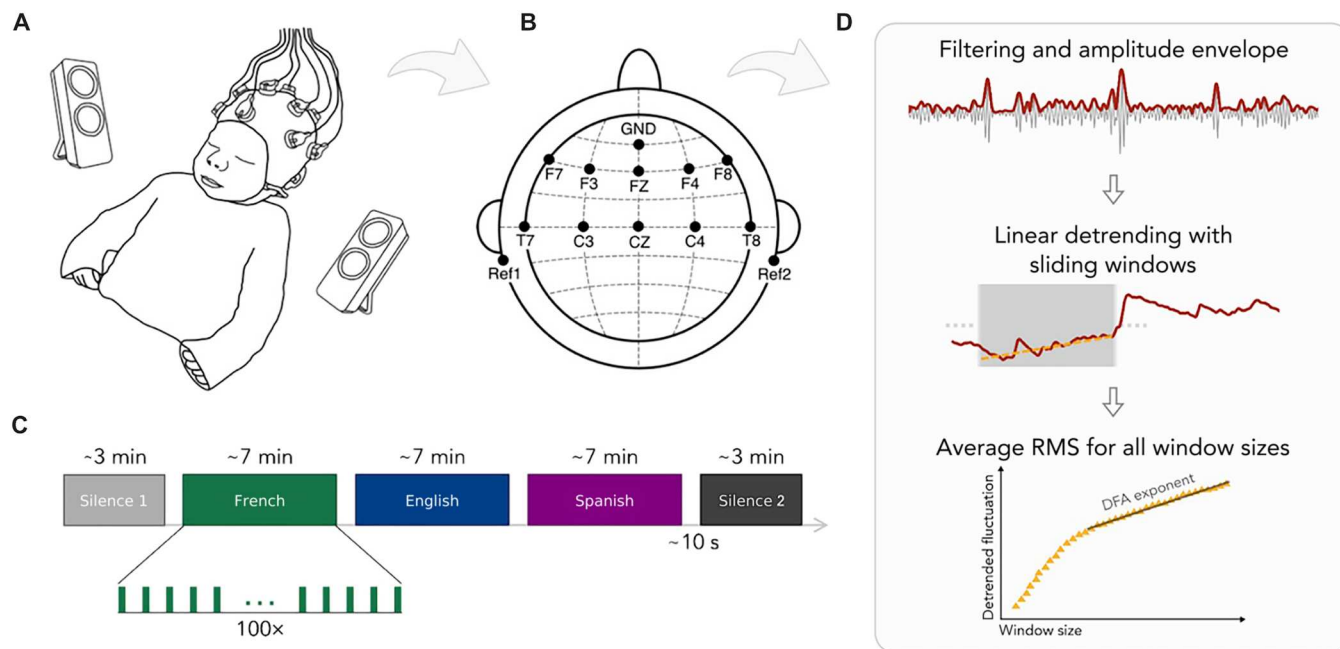 A
B
GND
F7
F3
FZ
F4
F8
T7
C3
CZ
C4
T8
Ref1
Ref2
C
~3 min
~7 min
~7 min
~7 min
~3 min
Silence 1
French
English
Spanish
Silence 2
~10 s
...
100×
D
Filtering and amplitude envelope
Linear detrending with
sliding windows
Average RMS for all window sizes
Detrended fluctuation
DFA exponent
Window size